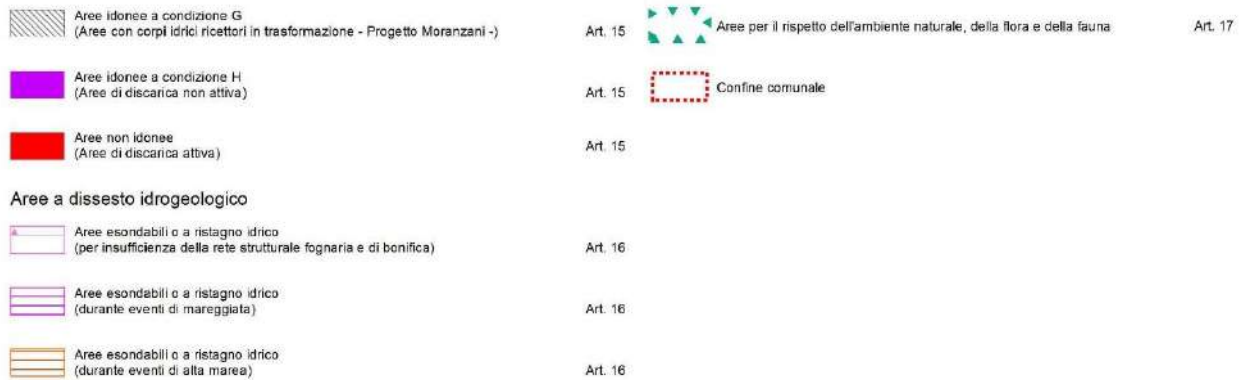 Aree idonee a condizione G
(Aree con corpi idrici ricettori in trasformazione - Progetto Moranzani -) Art. 15
Aree idonee a condizione H
(Aree di discarica non attiva) Art. 15
Aree non idonee
(Aree di discarica attiva) Art. 15
Aree a dissesto idrogeologico
Aree esondabili o a ristagno idrico
(per insufficienza della rete strutturale fognaria e di bonifica) Art. 16
Aree esondabili o a ristagno idrico
(durante eventi di mareggiata) Art. 16
Aree esondabili o a ristagno idrico
(durante eventi di alta marea) Art. 16
Aree per il rispetto dell'ambiente naturale, della flora e della fauna Art. 17
Confine comunale